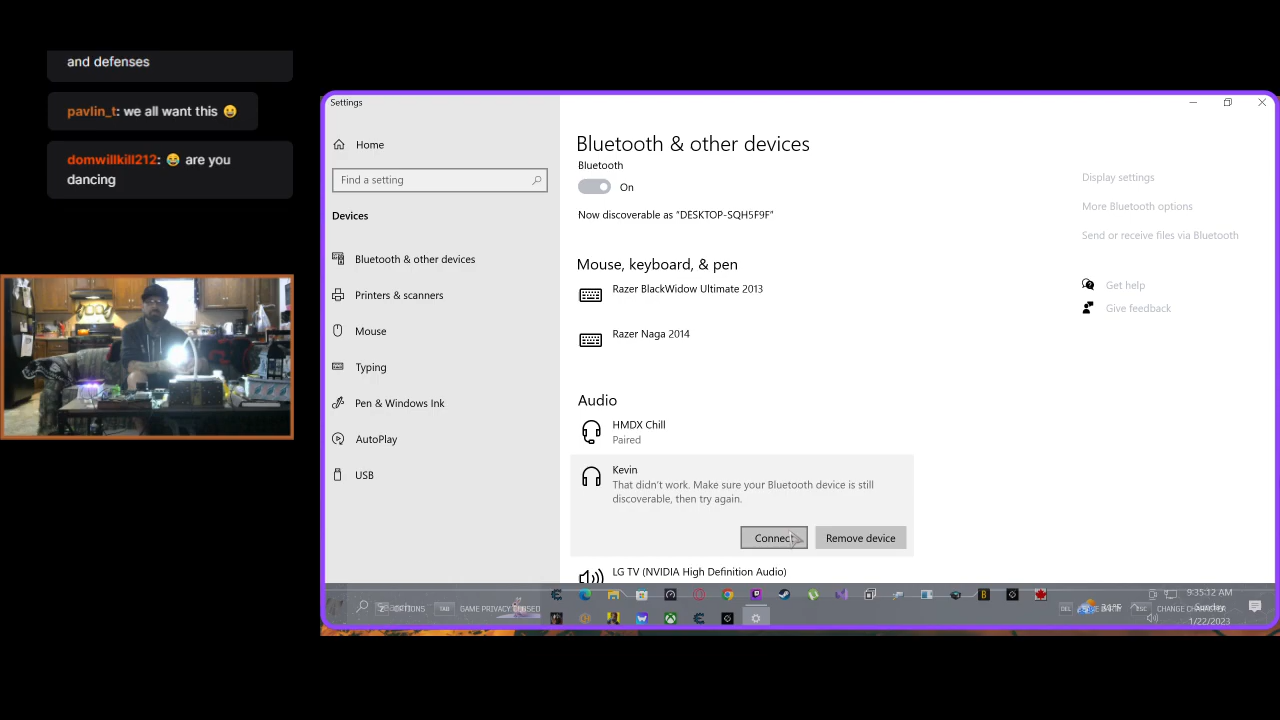 and defenses
pavlin_t: we all want this 😀
domwillkill212: 😂 are you
dancing
Settings
Home
Find a setting
Devices
Bluetooth & other devices
Printers & scanners
Mouse
Typing
Pen & Windows Ink
AutoPlay
USB
Bluetooth & other devices
Bluetooth
On
Now discoverable as “DESKTOP-SQH5F9F”
Mouse, keyboard, & pen
Razer BlackWidow Ultimate 2013
Razer Naga 2014
Audio
HMDX Chill
Paired
Kevin
That didn’t work. Make sure your Bluetooth device is still
discoverable, then try again.
Connect
Remove device
LG TV (NVIDIA High Definition Audio)
Display settings
More Bluetooth options
Send or receive files via Bluetooth
Get help
Give feedback
TAB
DEL
ESC
CHANGE
9:35:12 AM
Sunday
1/22/2023